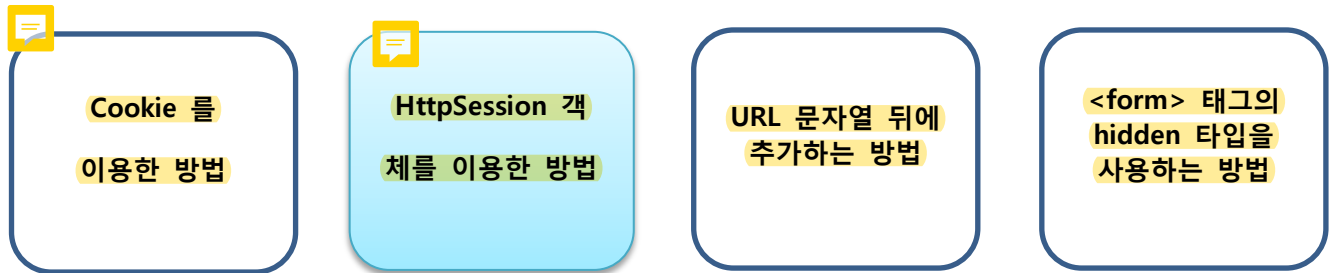 Cookie 를
이용한 방법
HttpSession 객
체를 이용한 방법
URL 문자열 뒤에
추가하는 방법
<form> 태그의
hidden 타입을
사용하는 방법